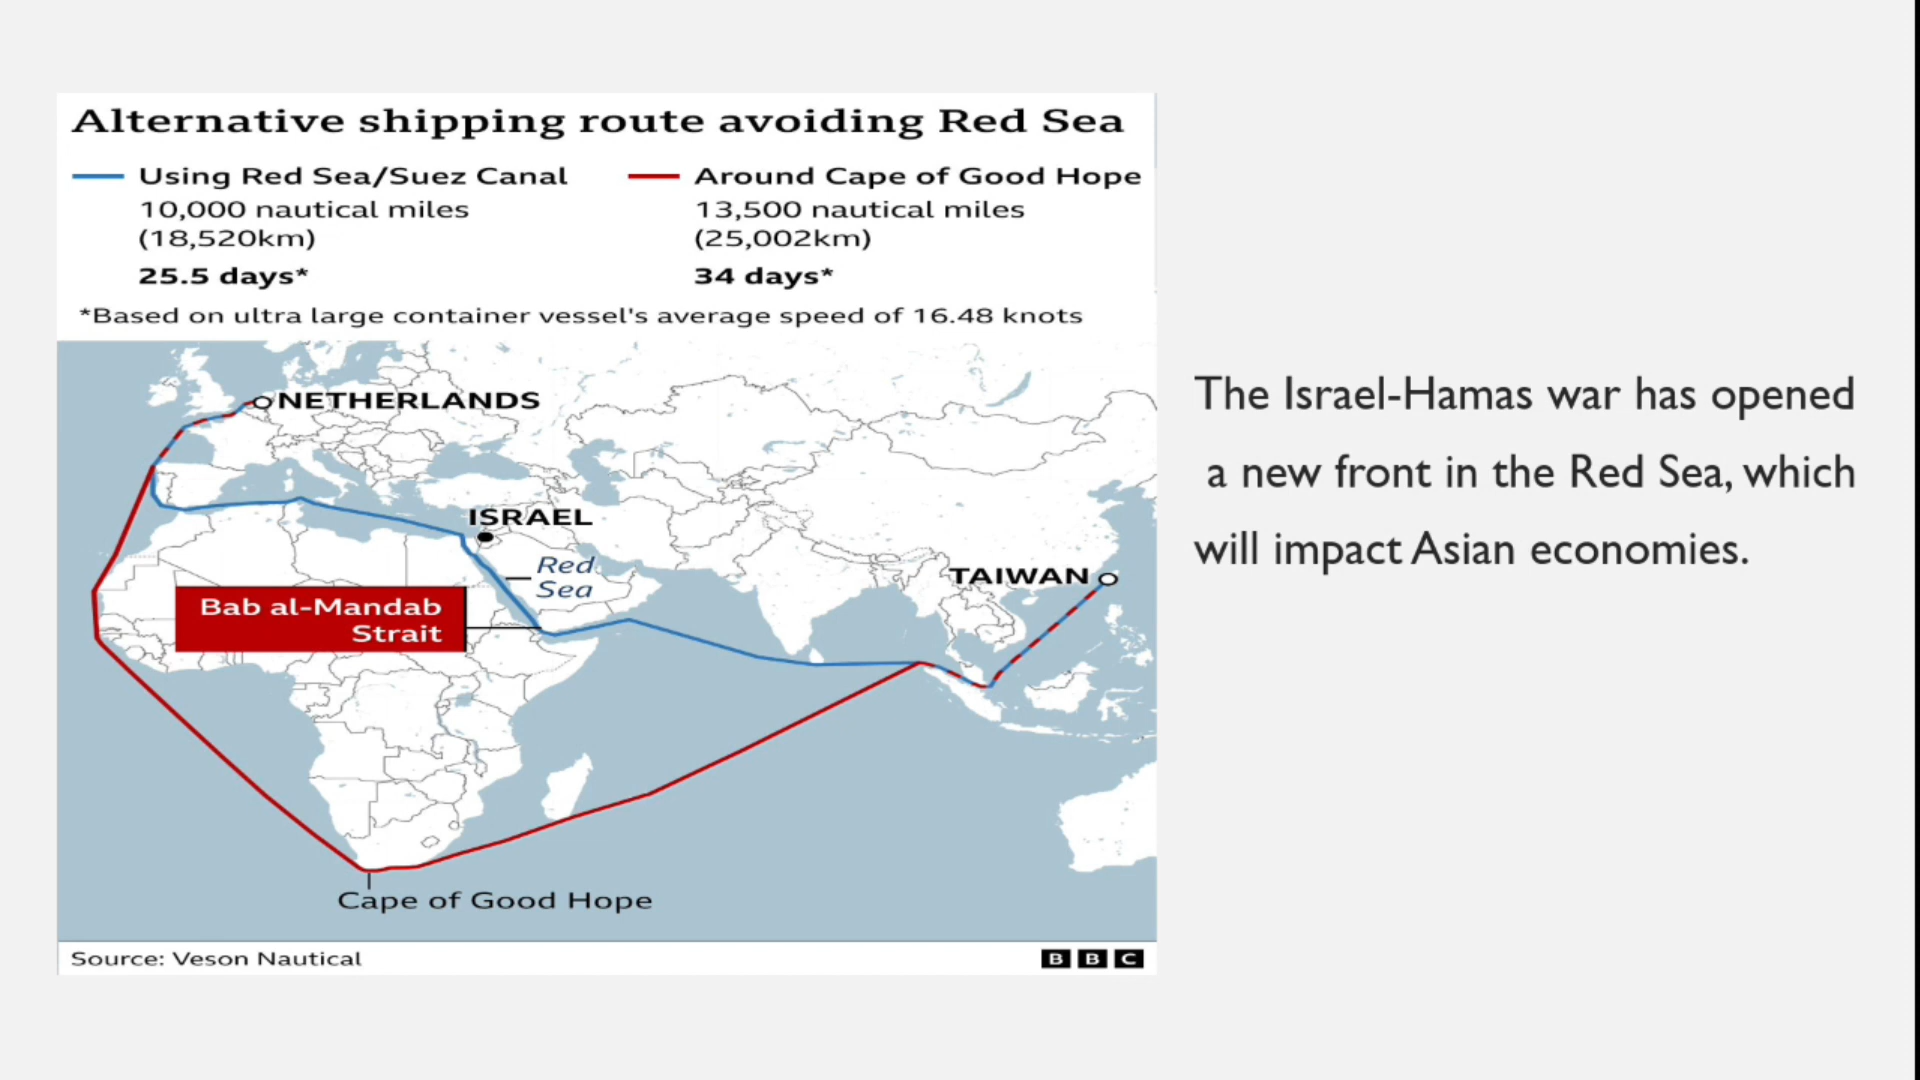 Alternative shipping route avoiding Red Sea
Using Red Sea/Suez Canal
10,000 nautical miles
(18,520km)
25.5 days*
Around Cape of Good Hope
13,500 nautical miles
(25,002km)
34 days*
*Based on ultra large container vessel's average speed of 16.48 knots
NETHERLANDS
ISRAEL
Red
Sea
TAIWAN
Bab al-Mandab
Strait
Cape of Good Hope
Source: Veson Nautical
BBC
The Israel-Hamas war has opened
a new front in the Red Sea, which
will impact Asian economies.